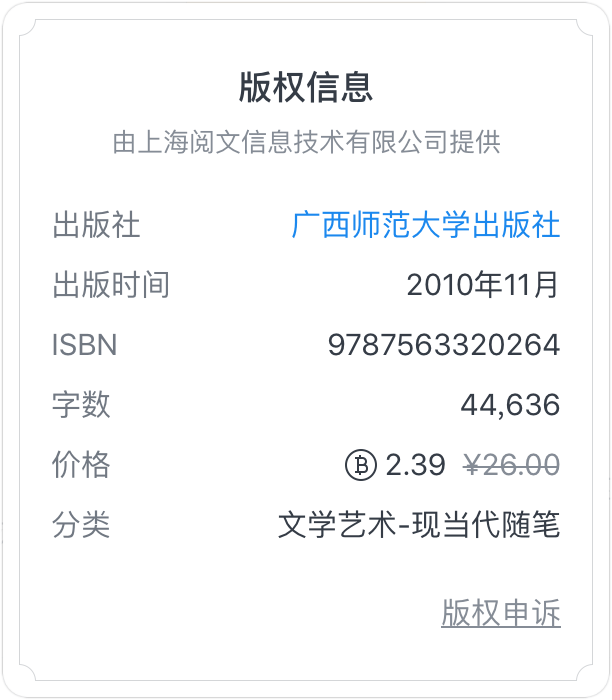 版权信息
由上海阅文信息技术有限公司提供
出版社 广西师范大学出版社
出版时间 2010年11月
ISBN 9787563320264
字数 44,636
价格 2.39 ¥26.00
分类 文学艺术-现当代随笔
版权申诉